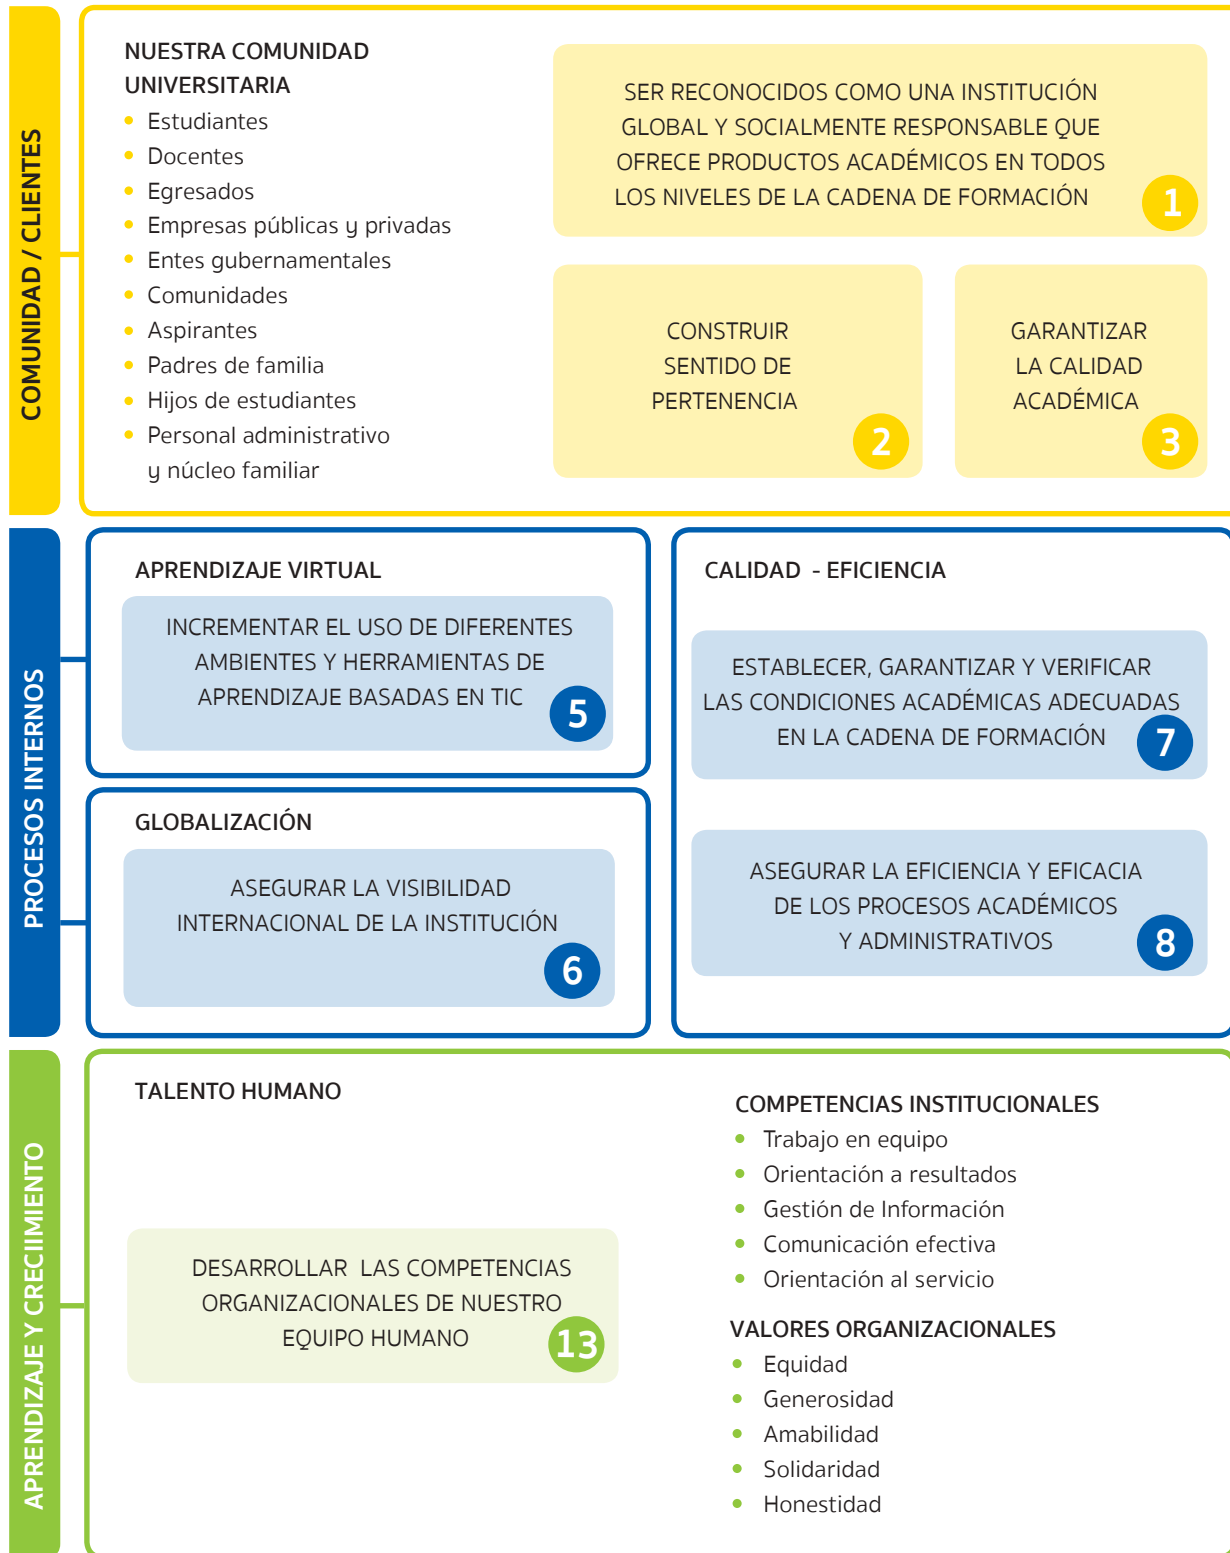 COMUNIDAD / CLIENTES
NUESTRA COMUNIDAD
UNIVERSITARIA
Estudiantes
Docentes
Egresados
Empresas públicas y privadas
Entes gubernamentales
Comunidades
Aspirantes
Padres de familia
Hijos de estudiantes
Personal administrativo
y núcleo familiar
SER RECONOCIDOS COMO UNA INSTITUCIÓN
GLOBAL Y SOCIALMENTE RESPONSABLE QUE
OFRECE PRODUCTOS ACADÉMICOS EN TODOS
LOS NIVELES DE LA CADENA DE FORMACIÓN
1
CONSTRUIR
SENTIDO DE
PERTENENCIA
2
GARANTIZAR
LA CALIDAD
ACADÉMICA
3
PROCESOS INTERNOS
APRENDIZAJE VIRTUAL
INCREMENTAR EL USO DE DIFERENTES
AMBIENTES Y HERRAMIENTAS DE
APRENDIZAJE BASADAS EN TIC
5
GLOBALIZACIÓN
ASEGURAR LA VISIBILIDAD
INTERNACIONAL DE LA INSTITUCIÓN
6
CALIDAD - EFICIENCIA
ESTABLECER, GARANTIZAR Y VERIFICAR
LAS CONDICIONES ACADÉMICAS ADECUADAS
EN LA CADENA DE FORMACIÓN
7
ASEGURAR LA EFICIENCIA Y EFICACIA
DE LOS PROCESOS ACADÉMICOS
Y ADMINISTRATIVOS
8
APRENDIZAJE Y CRECIIMIENTO
TALENTO HUMANO
DESARROLLAR LAS COMPETENCIAS
ORGANIZACIONALES DE NUESTRO
EQUIPO HUMANO
13
COMPETENCIAS INSTITUCIONALES
Trabajo en equipo
Orientación a resultados
Gestión de Información
Comunicación efectiva
Orientación al servicio
VALORES ORGANIZACIONALES
Equidad
Generosidad
Amabilidad
Solidaridad
Honestidad